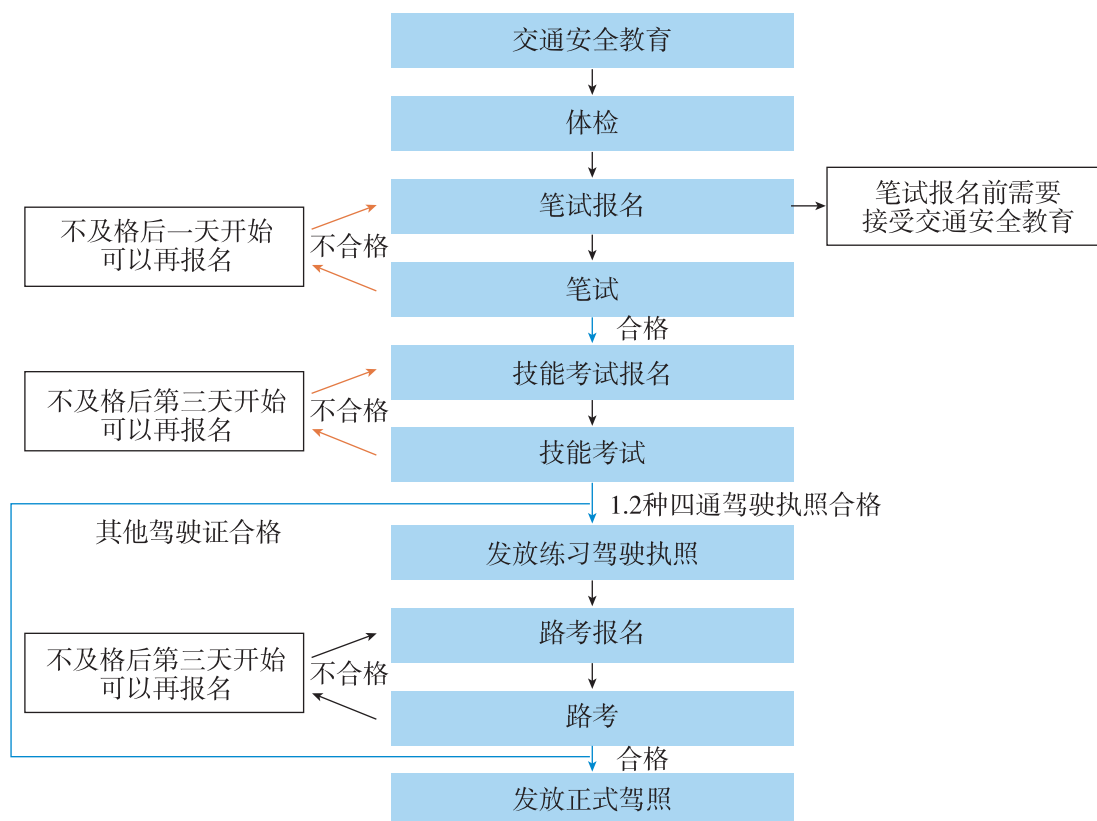 交通安全教育
体检
笔试报名
笔试报名前需要
接受交通安全教育
不及格后一天开始
可以再报名
不合格
笔试
合格
技能考试报名
不及格后第三天开始
可以再报名
不合格
技能考试
1.2种四通驾驶执照合格
其他驾驶证合格
发放练习驾驶执照
路考报名
不及格后第三天开始
可以再报名
不合格
路考
合格
发放正式驾照